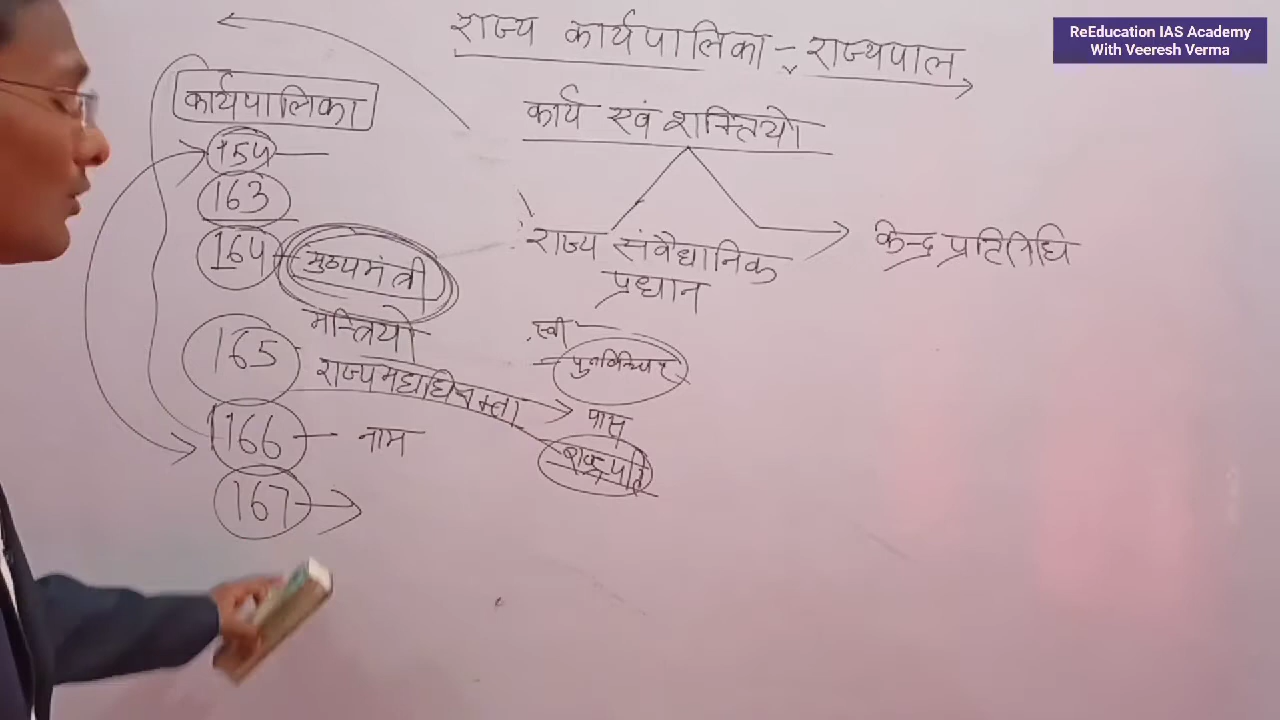 ReEducation IAS Academy
With Veeresh Verma
राज्य कार्यपालिका - राज्यपाल
कार्य एवं शक्तियो
राज्य संवैधानिक
प्रधान
केन्द्र प्रतिनिधि
कार्यपालिका
154
163
164 मुख्यमंत्री
मन्त्रियो
165 राज्यमहाधिवक्ता
166 नाम
167
पास
राष्ट्रपति